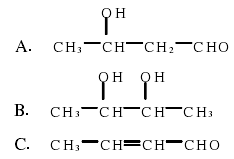 OH
A. CH₃—CH—CH₂—CHO
OH OH
B. CH₃—CH—CH—CH₃
C. CH₃—CH=CH—CHO